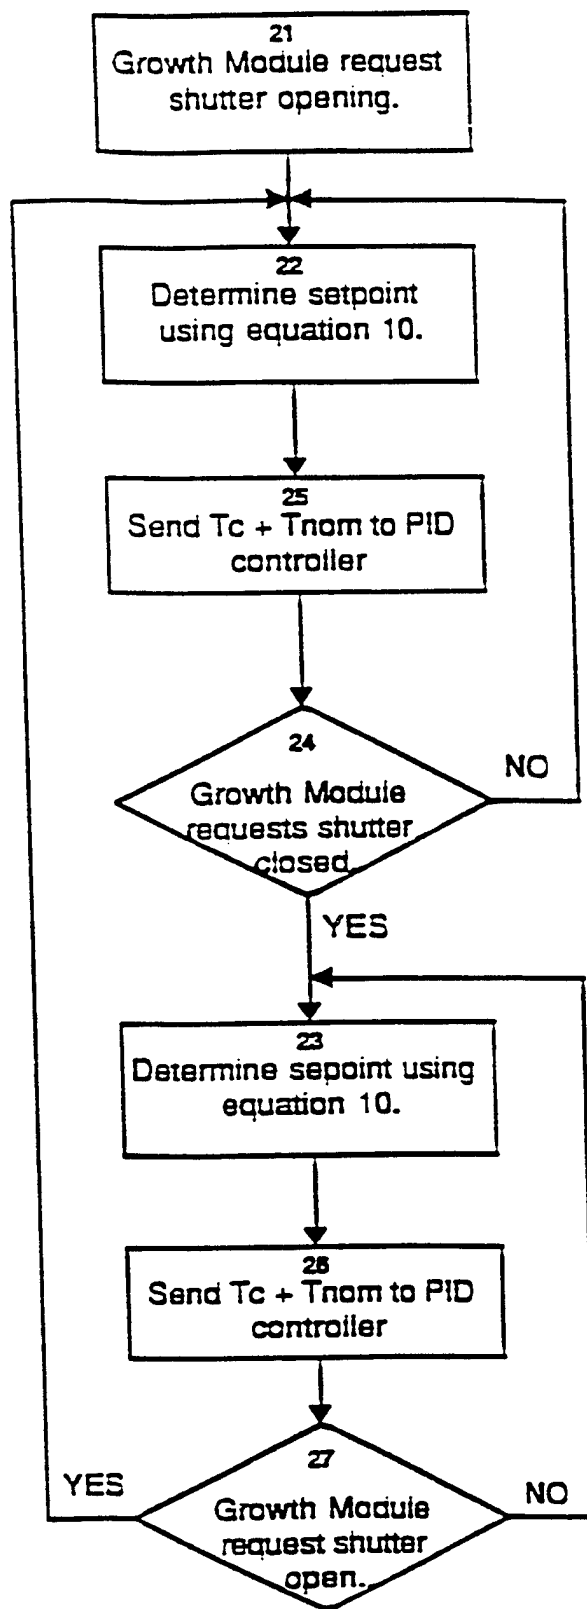 21
Growth Module request
shutter opening.
22
Determine setpoint
using equation 10.
25
Send Tc + Tnom to PID
controller
24
NO
Growth Module
requests shutter
closed.
YES
23
Determine sepoint using
equation 10.
26
Send Tc + Tnom to PID
controller
27
YES
NO
Growth Module
request shutter
open.